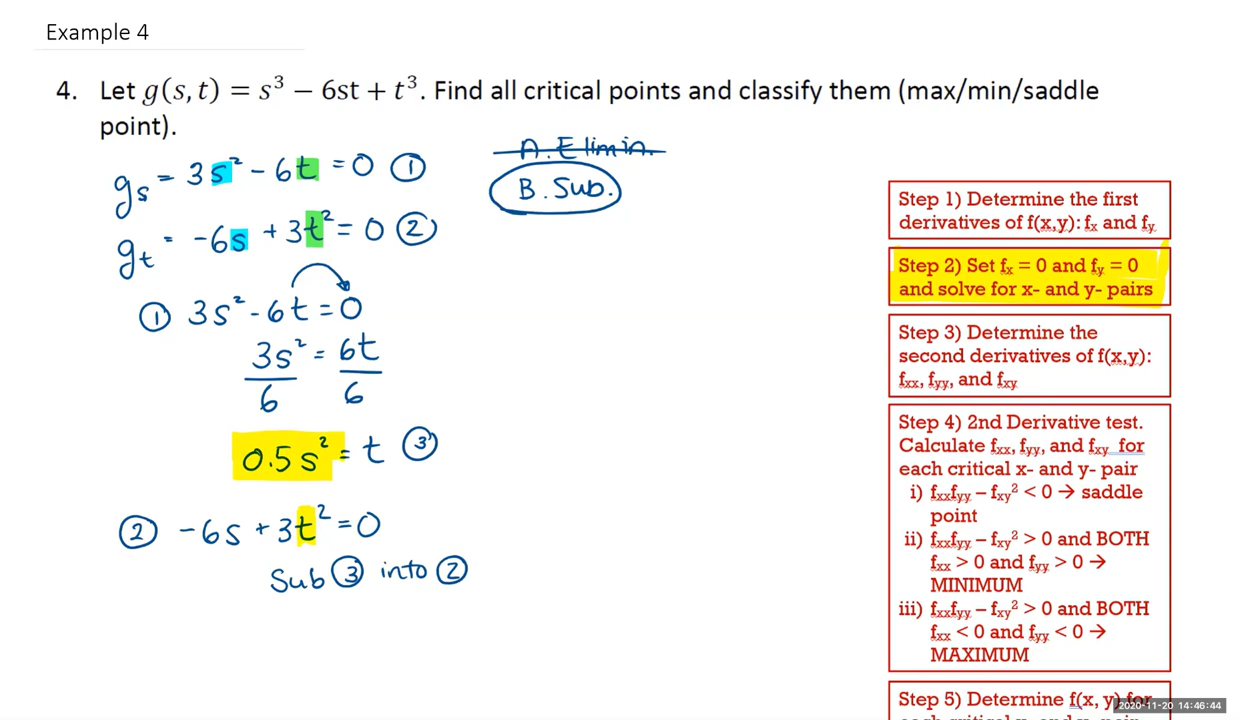 Example 4
4. Let g(s, t) = s³ − 6st + t³. Find all critical points and classify them (max/min/saddle
point).
A. Elimin.
B. Sub.
gs = 3s² - 6t = 0 ①
gt = -6s + 3t² = 0 ②
① 3s² - 6t = 0
3s² = 6t
6 6
0.5s² = t ③
② -6s + 3t² = 0
Sub ③ into ②
Step 1) Determine the first
derivatives of f(x,y): fx and fy
Step 2) Set fx = 0 and fy = 0
and solve for x- and y- pairs
Step 3) Determine the
second derivatives of f(x,y):
fxx, fyy, and fxy
Step 4) 2nd Derivative test.
Calculate fxx, fyy, and fxy for
each critical x- and y- pair
i) fxxfyy – fxy² < 0 → saddle
point
ii) fxxfyy – fxy² > 0 and BOTH
fxx > 0 and fyy > 0 →
MINIMUM
iii) fxxfyy – fxy² > 0 and BOTH
fxx < 0 and fyy < 0 →
MAXIMUM
Step 5) Determine f(x, y) for
2020-11-20 14:46:44